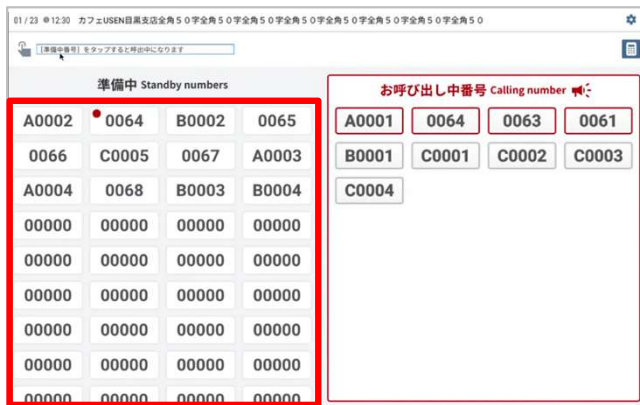 01 / 23 12:30 カフェUSEN目黒支店全角５０字全角５０字全角５０字全角５０字全角５０字全角５０字全角５０
[準備中番号] をタップすると呼出中になります
準備中 Standby numbers
A0002 0064 B0002 0065
0066 C0005 0067 A0003
A0004 0068 B0003 B0004
00000 00000 00000 00000
00000 00000 00000 00000
00000 00000 00000 00000
00000 00000 00000 00000
00000 00000 00000 00000
00000 00000 00000 00000
お呼び出し中番号 Calling number
A0001 0064 0063 0061
B0001 C0001 C0002 C0003
C0004